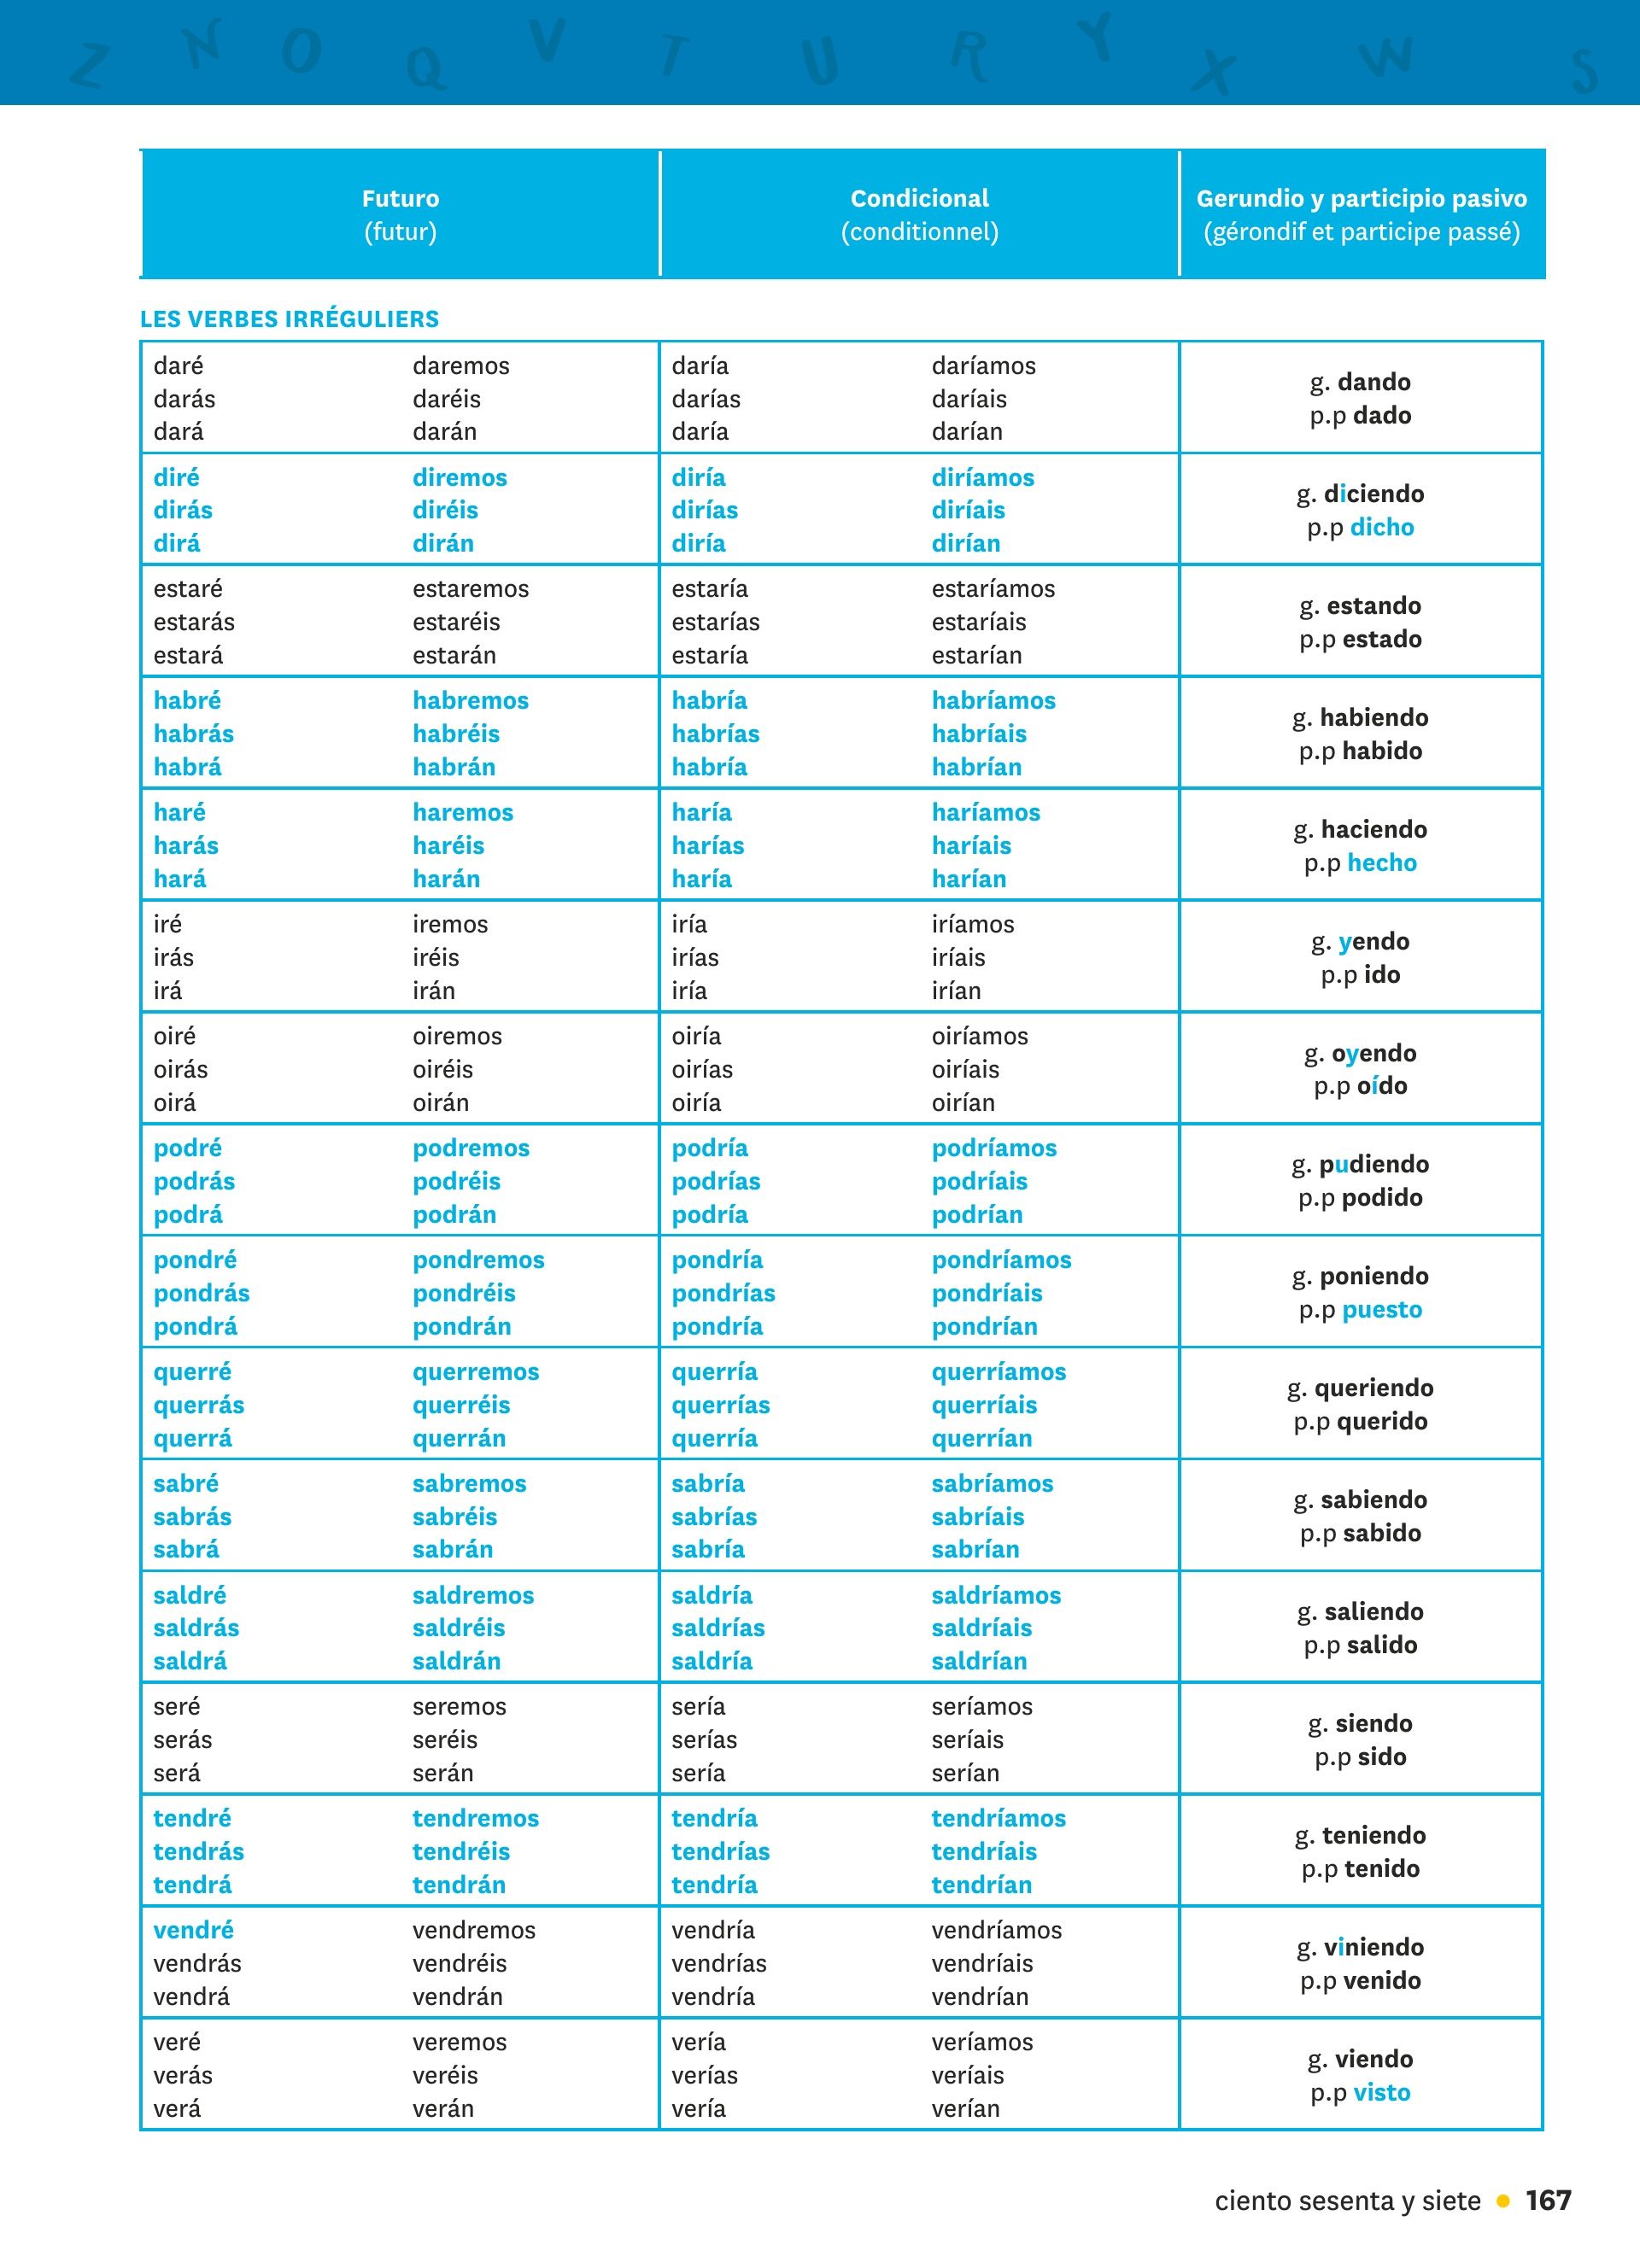 Z N O Q V T U R Y X W S
Futuro Condicional Gerundio y participio pasivo
(futur) (conditionnel) (gérondif et participe passé)
LES VERBES IRRÉGULIERS
daré daremos daría daríamos
darás daréis darías daríais
dará darán daría darían
g. dando
p.p dado
diré diremos diría diríamos
dirás diréis dirías diríais
dirá dirán diría dirían
g. diciendo
p.p dicho
estaré estaremos estaría estaríamos
estarás estaréis estarías estaríais
estará estarán estaría estarían
g. estando
p.p estado
habré habremos habría habríamos
habrás habréis habrías habríais
habrá habrán habría habrían
g. habiendo
p.p habido
haré haremos haría haríamos
harás haréis harías haríais
hará harán haría harían
g. haciendo
p.p hecho
iré iremos iría iríamos
irás iréis irías iríais
irá irán iría irían
g. yendo
p.p ido
oiré oiremos oiría oiríamos
oirás oiréis oirías oiríais
oirá oirán oiría oirían
g. oyendo
p.p oído
podré podremos podría podríamos
podrás podréis podrías podríais
podrá podrán podría podrían
g. pudiendo
p.p podido
pondré pondremos pondría pondríamos
pondrás pondréis pondrías pondríais
pondrá pondrán pondría pondrían
g. poniendo
p.p puesto
querré querremos querría querríamos
querrás querréis querrías querríais
querrá querrán querría querrían
g. queriendo
p.p querido
sabré sabremos sabría sabríamos
sabrás sabréis sabrías sabríais
sabrá sabrán sabría sabrían
g. sabiendo
p.p sabido
saldré saldremos saldría saldríamos
saldrás saldréis saldrías saldríais
saldrá saldrán saldría saldrían
g. saliendo
p.p salido
seré seremos sería seríamos
serás seréis serías seríais
será serán sería serían
g. siendo
p.p sido
tendré tendremos tendría tendríamos
tendrás tendréis tendrías tendríais
tendrá tendrán tendría tendrían
g. teniendo
p.p tenido
vendré vendremos vendría vendríamos
vendrás vendréis vendrías vendríais
vendrá vendrán vendría vendrían
g. viniendo
p.p venido
veré veremos vería veríamos
verás veréis verías veríais
verá verán vería verían
g. viendo
p.p visto
ciento sesenta y siete • 167